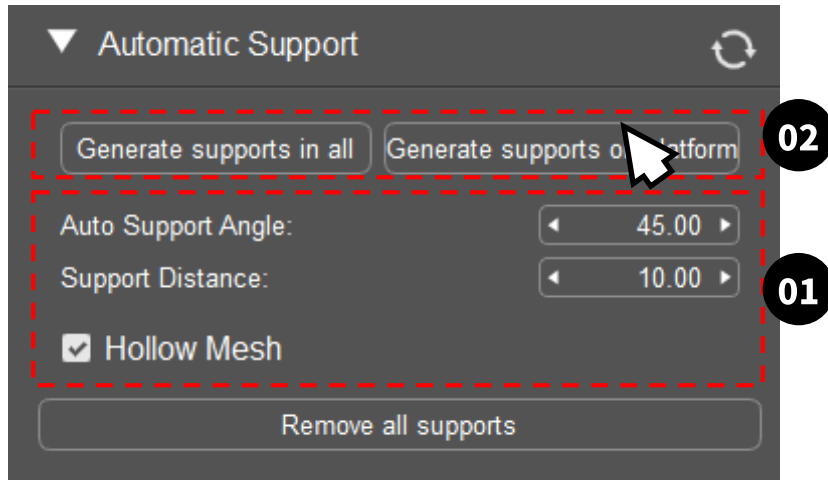 Automatic Support
Generate supports in all
Generate supports
02
Auto Support Angle:
45.00
Support Distance:
10.00
01
Hollow Mesh
Remove all supports